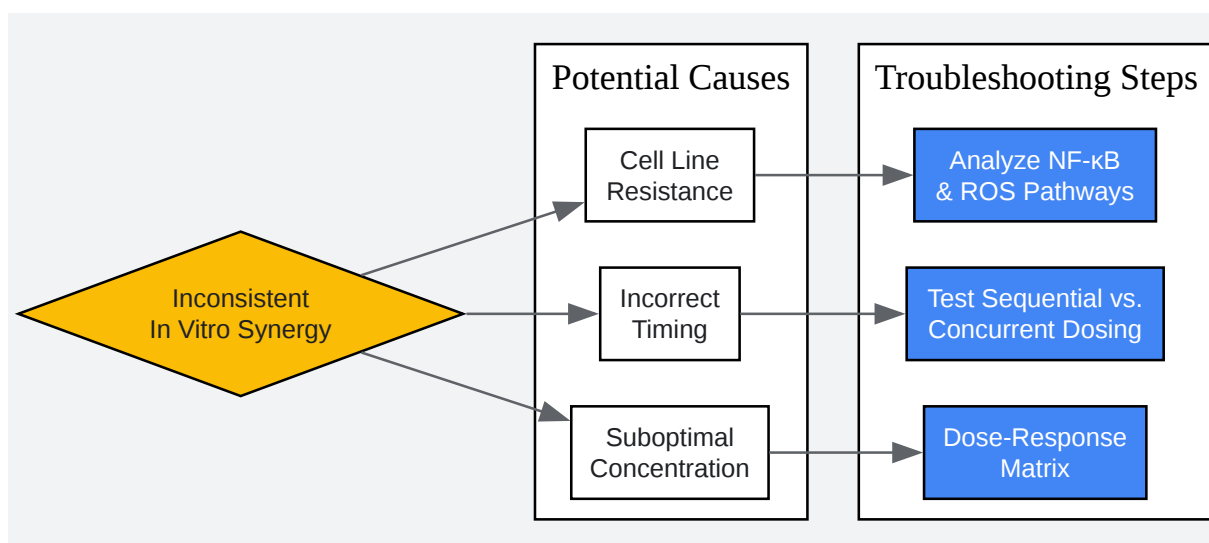 Potential Causes
Troubleshooting Steps
Cell Line
Resistance
Analyze NF-κB
& ROS Pathways
Inconsistent
In Vitro Synergy
Incorrect
Timing
Test Sequential vs.
Concurrent Dosing
Suboptimal
Concentration
Dose-Response
Matrix